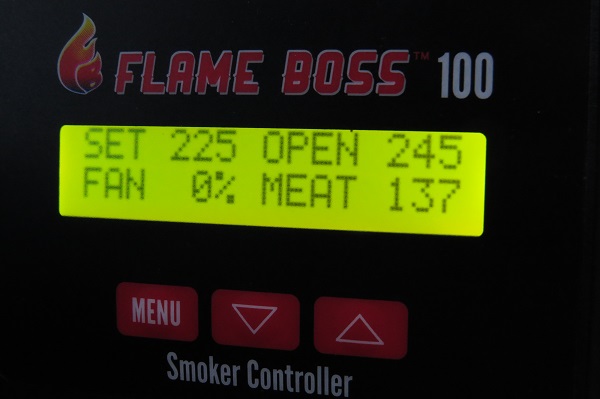 FLAME BOSS™ 100
SET 225 OPEN 245
FAN 0% MEAT 137
MENU
Smoker Controller